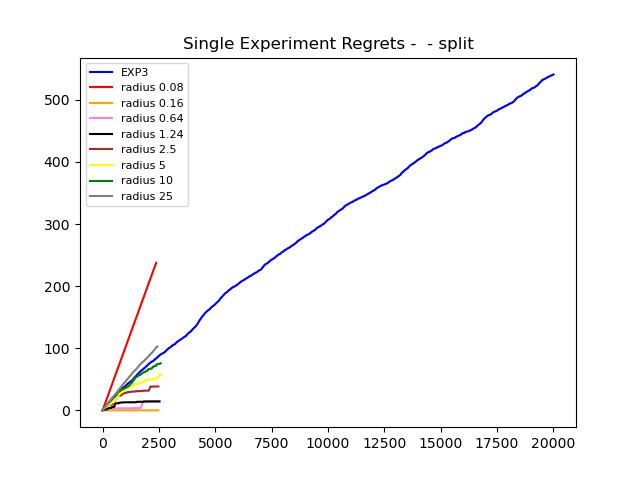 Single Experiment Regrets -  - split
EXP3
radius 0.08
radius 0.16
radius 0.64
radius 1.24
radius 2.5
radius 5
radius 10
radius 25
500
400
300
200
100
0
0 2500 5000 7500 10000 12500 15000 17500 20000